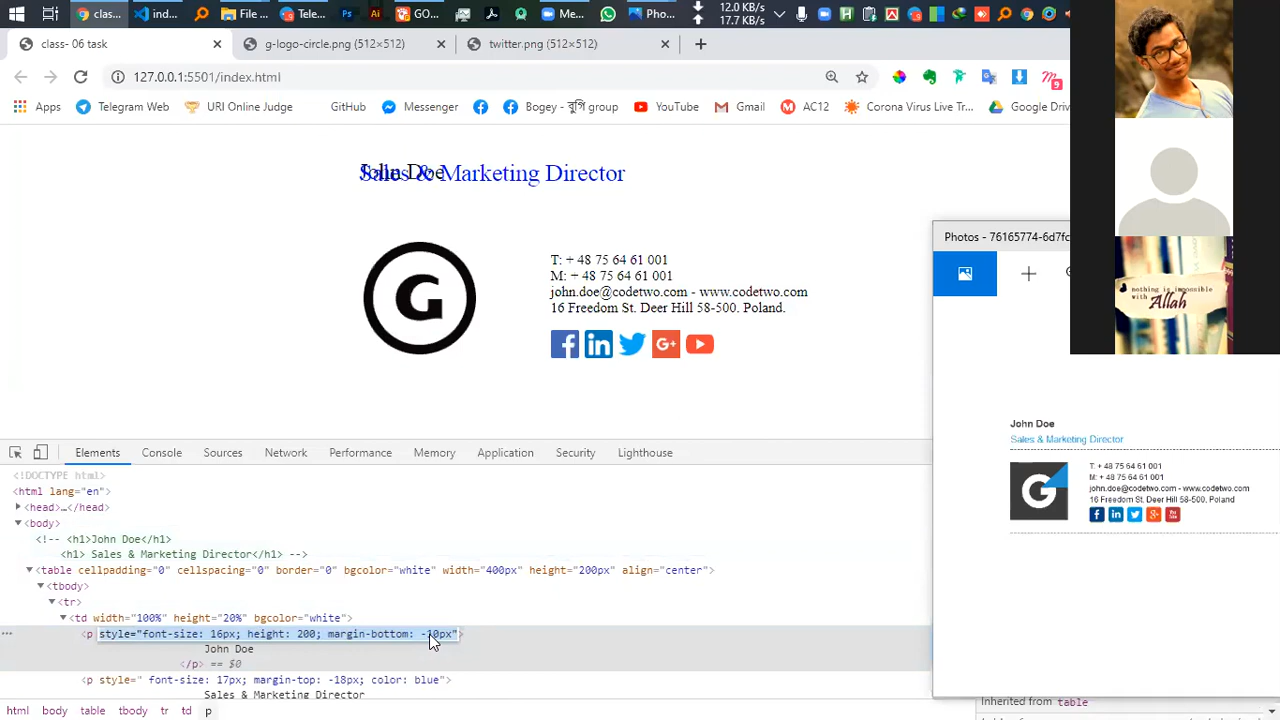 class- 06 task
g-logo-circle.png (512×512)
twitter.png (512×512)
12.0 KB/s
17.7 KB/s
127.0.0.1:5501/index.html
Apps
Telegram Web
URI Online Judge
GitHub
Messenger
Bogey - বুগি group
YouTube
Gmail
AC12
Corona Virus Live Tr...
Google Driv
John Doe
Sales & Marketing Director
G
T: + 48 75 64 61 001
M: + 48 75 64 61 001
john.doe@codetwo.com - www.codetwo.com
16 Freedom St. Deer Hill 58-500. Poland.
Photos - 76165774-6d7fc
nothing is impossible
with Allah
John Doe
Sales & Marketing Director
G
T: + 48 75 64 61 001
M: + 48 75 64 61 001
john.doe@codetwo.com - www.codetwo.com
16 Freedom St. Deer Hill 58-500. Poland
Elements
Console
Sources
Network
Performance
Memory
Application
Security
Lighthouse
<!DOCTYPE html>
<html lang="en">
<head>…</head>
<body>
<!-- <h1>John Doe</h1>
<h1> Sales & Marketing Director</h1> -->
<table cellpadding="0" cellspacing="0" border="0" bgcolor="white" width="400px" height="200px" align="center">
<tbody>
<tr>
<td width="100%" height="20%" bgcolor="white">
<p style="font-size: 16px; height: 200; margin-bottom: -10px">
John Doe
</p> == $0
<p style=" font-size: 17px; margin-top: -18px; color: blue">
Sales & Marketing Director
html body table tbody tr td p
Inherited from table